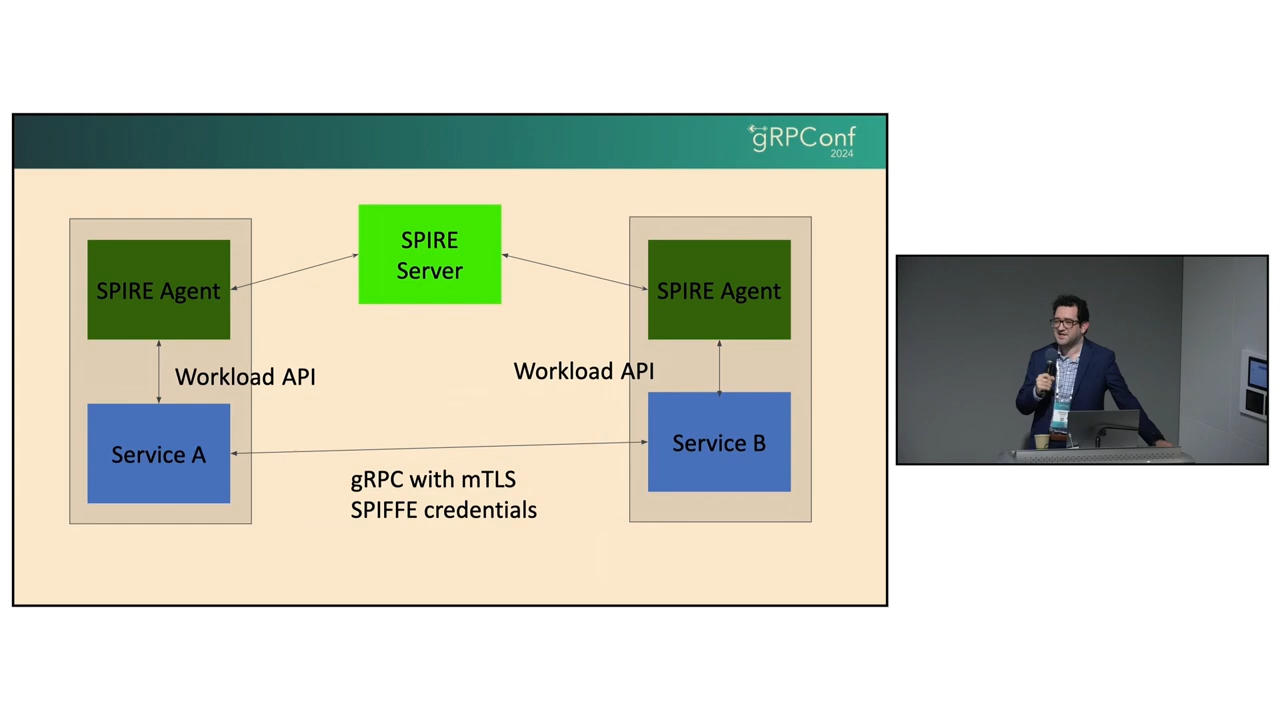 gRPConf
2024
SPIRE
Server
SPIRE Agent
SPIRE Agent
Workload API
Workload API
Service A
Service B
gRPC with mTLS
SPIFFE credentials